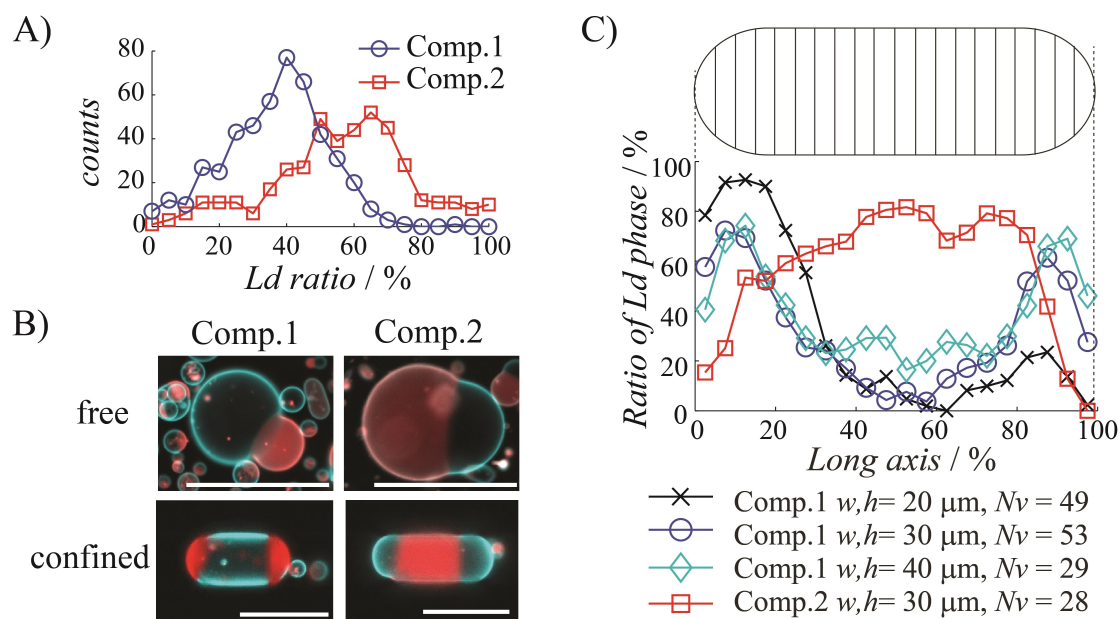 A)
80
60
40
20
0
counts
0 20 40 60 80 100
Ld ratio / %
Comp.1
Comp.2
B)
Comp.1 Comp.2
free
confined
C)
100
80
60
40
20
0
Ratio of Ld phase / %
0 20 40 60 80 100
Long axis / %
Comp.1 w,h= 20 μm, Nv = 49
Comp.1 w,h= 30 μm, Nv = 53
Comp.1 w,h= 40 μm, Nv = 29
Comp.2 w,h= 30 μm, Nv = 28